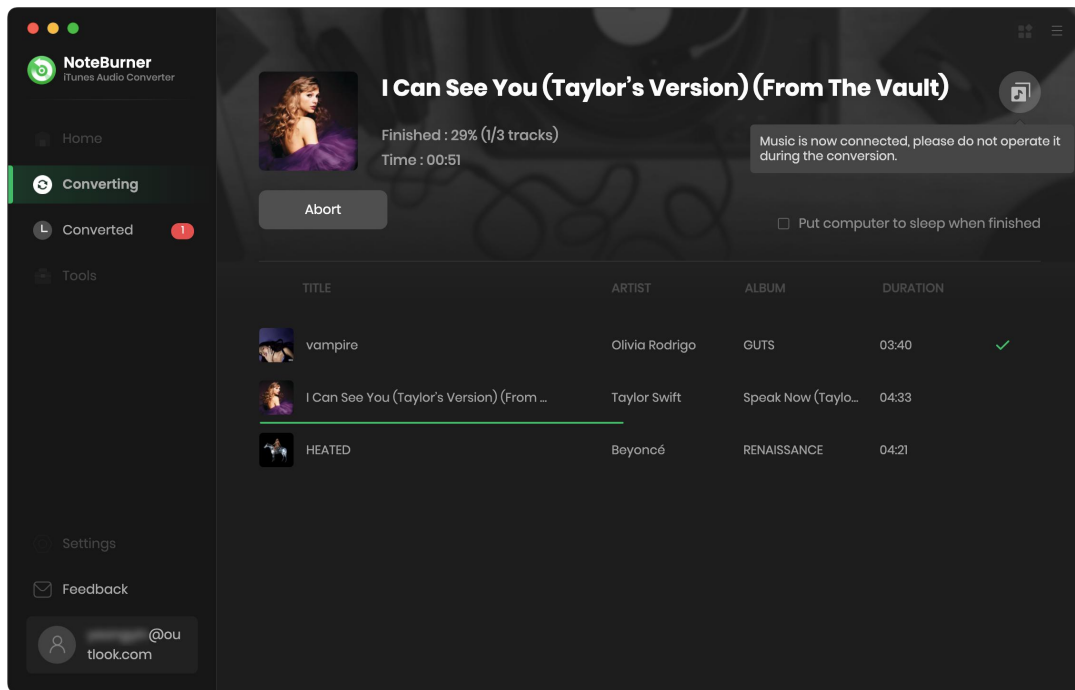 NoteBurner
iTunes Audio Converter
Home
Converting
Converted
1
Tools
Settings
Feedback
@ou
tlook.com
I Can See You (Taylor's Version) (From The Vault)
Finished : 29% (1/3 tracks)
Time : 00:51
Music is now connected, please do not operate it
during the conversion.
Abort
Put computer to sleep when finished
TITLE ARTIST ALBUM DURATION
vampire Olivia Rodrigo GUTS 03:40
I Can See You (Taylor's Version) (From ... Taylor Swift Speak Now (Taylo... 04:33
HEATED Beyoncé RENAISSANCE 04:21